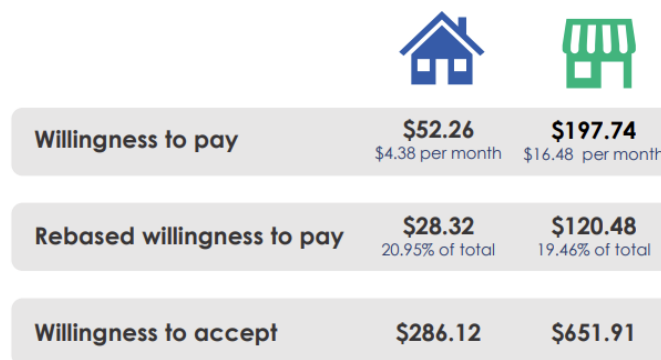 Willingness to pay
$52.26
$4.38 per month
$197.74
$16.48 per month
Rebased willingness to pay
$28.32
20.95% of total
$120.48
19.46% of total
Willingness to accept
$286.12
$651.91